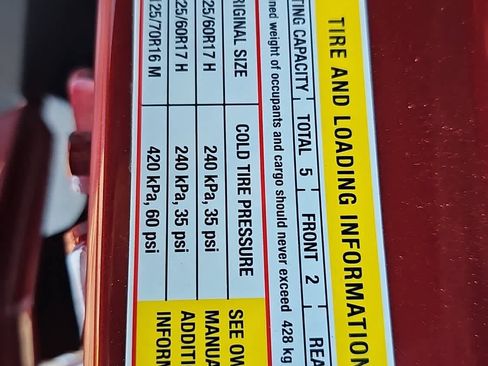 TIRE AND LOADING INFORMATION
TING CAPACITY TOTAL 5 FRONT 2 REA
ned weight of occupants and cargo should never exceed 428 kg
RIGINAL SIZE COLD TIRE PRESSURE SEE OW
25/60R17 H 240 kPa, 35 psi MANUA
25/60R17 H 240 kPa, 35 psi ADDITI
125/70R16 M 420 kPa, 60 psi INFORM